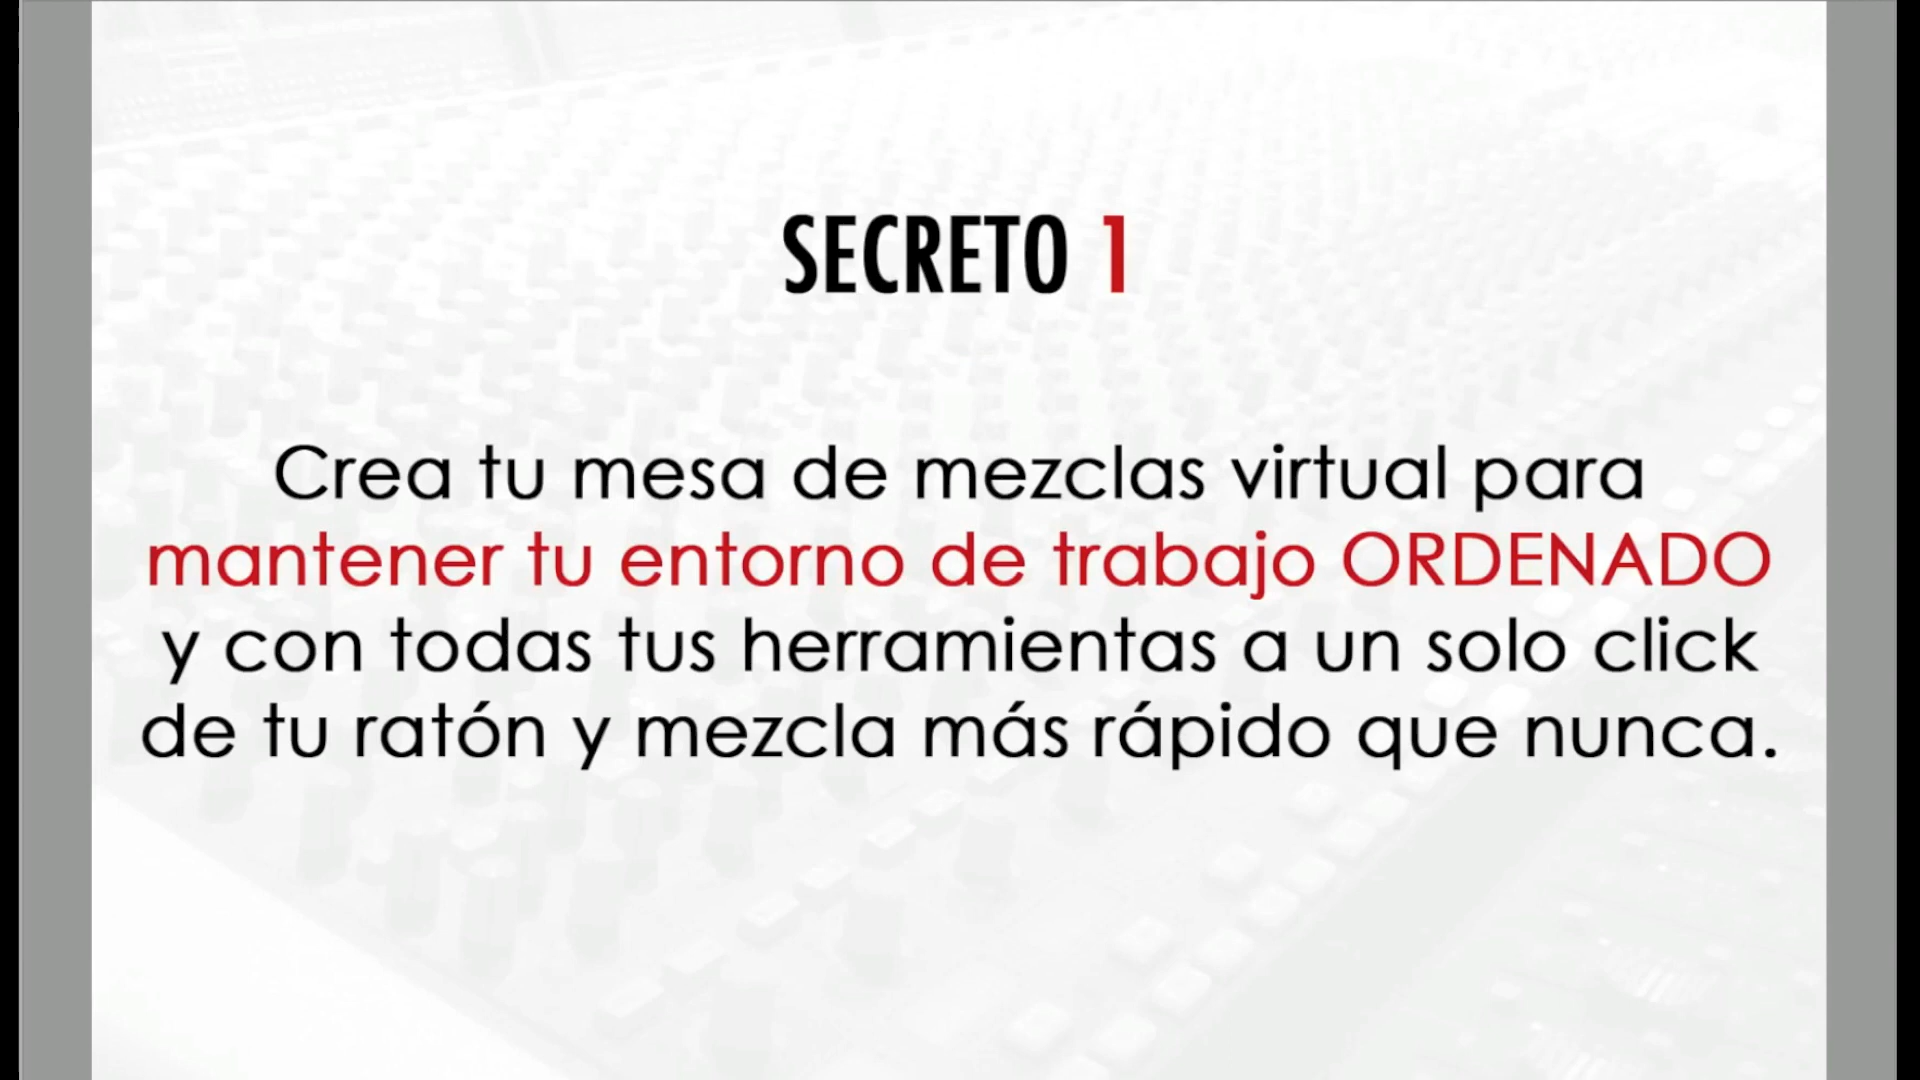 SECRETO 1
Crea tu mesa de mezclas virtual para
mantener tu entorno de trabajo ORDENADO
y con todas tus herramientas a un solo click
de tu ratón y mezcla más rápido que nunca.